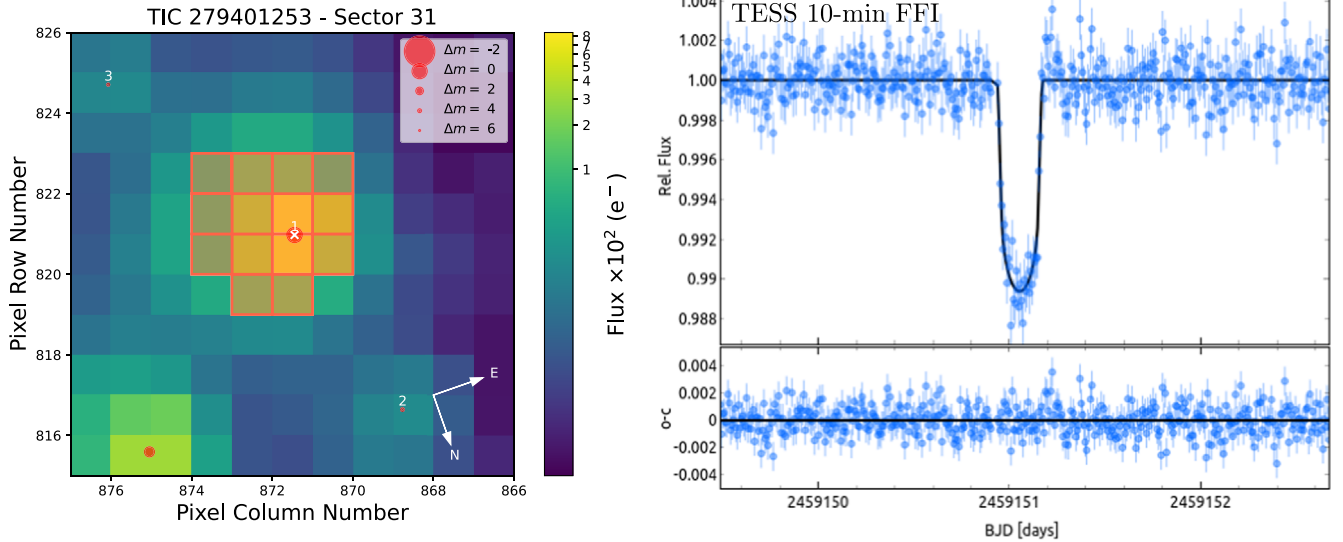 TIC 279401253 - Sector 31
826
824
822
820
818
816
Pixel Row Number
876
874
872
870
868
866
Pixel Column Number
3
1
2
E
N
Δm = -2
Δm = 0
Δm = 2
Δm = 4
Δm = 6
8
7
6
5
4
3
2
1
Flux ×10² (e⁻)
TESS 10-min FFI
1.004
1.002
1.00
0.998
0.996
0.994
0.992
0.99
0.988
Rel. Flux
0.004
0.002
0
-0.002
-0.004
o-c
2459150
2459151
2459152
BJD [days]